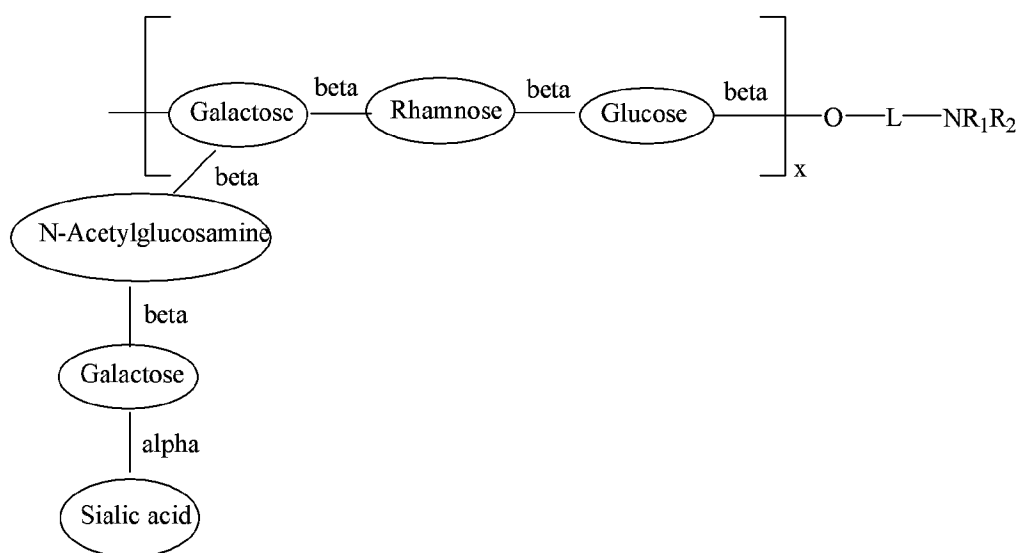 beta beta beta
Galactose Rhamnose Glucose O L NR1R2
x
beta
N-Acetylglucosamine
beta
Galactose
alpha
Sialic acid